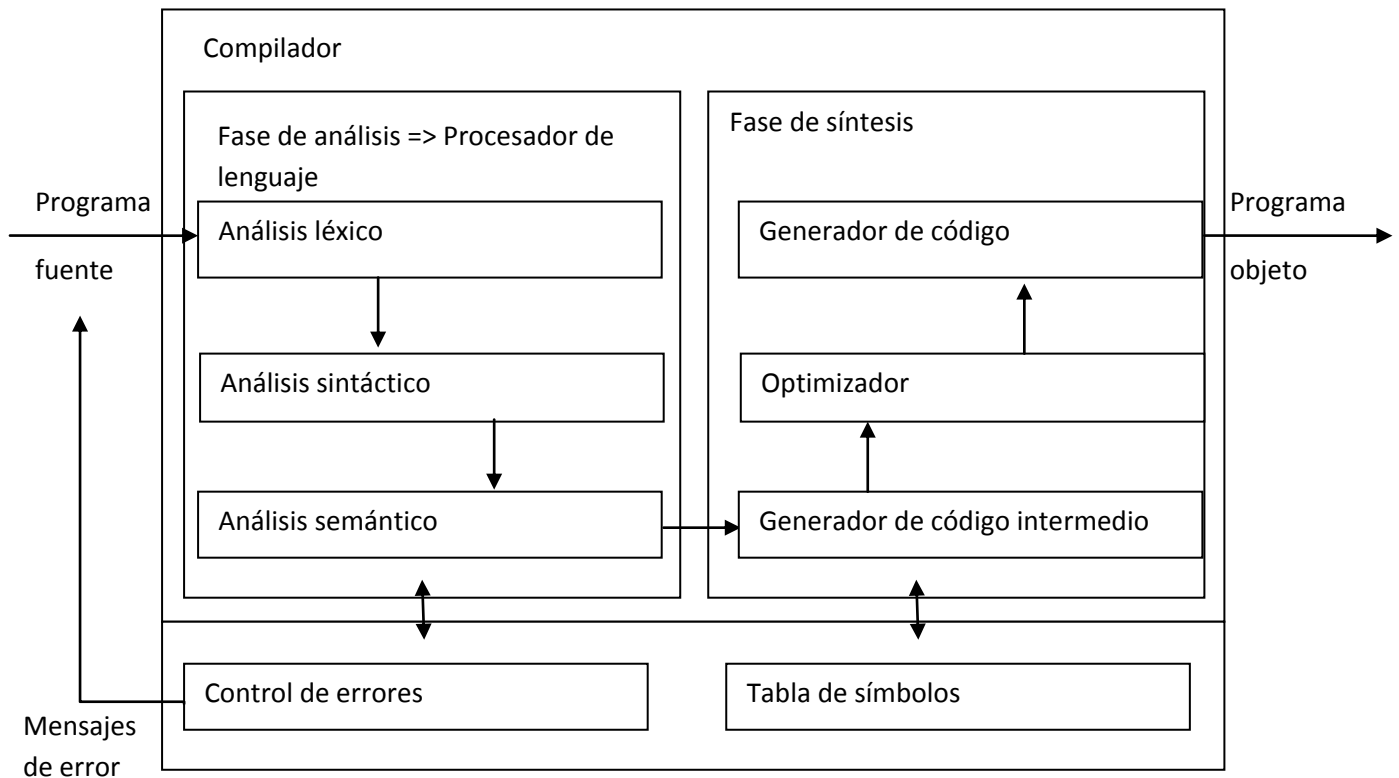 Compilador
Fase de análisis => Procesador de
lenguaje
Fase de síntesis
Programa
fuente
Análisis léxico
Generador de código
Programa
objeto
Análisis sintáctico
Optimizador
Análisis semántico
Generador de código intermedio
Control de errores
Tabla de símbolos
Mensajes
de error